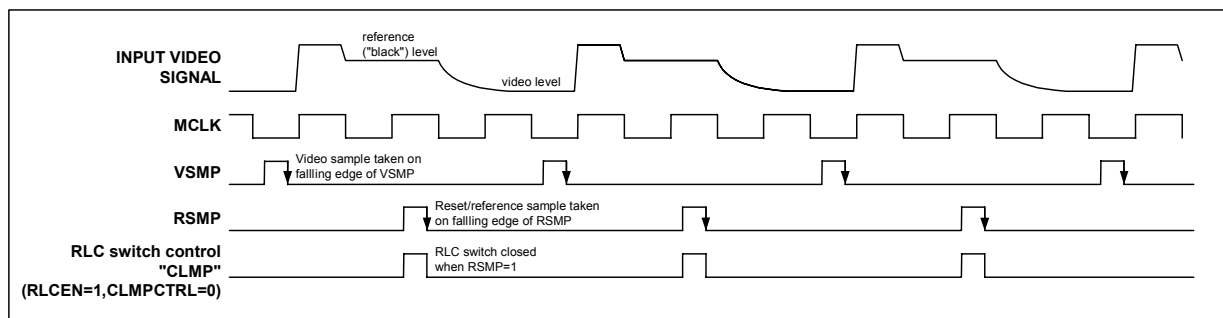 INPUT VIDEO
SIGNAL
reference
("black") level
video level
MCLK
VSMP
Video sample taken on
fallling edge of VSMP
RSMP
Reset/reference sample taken
on fallling edge of RSMP
RLC switch control
"CLMP"
(RLCEN=1,CLMPCTRL=0)
RLC switch closed
when RSMP=1